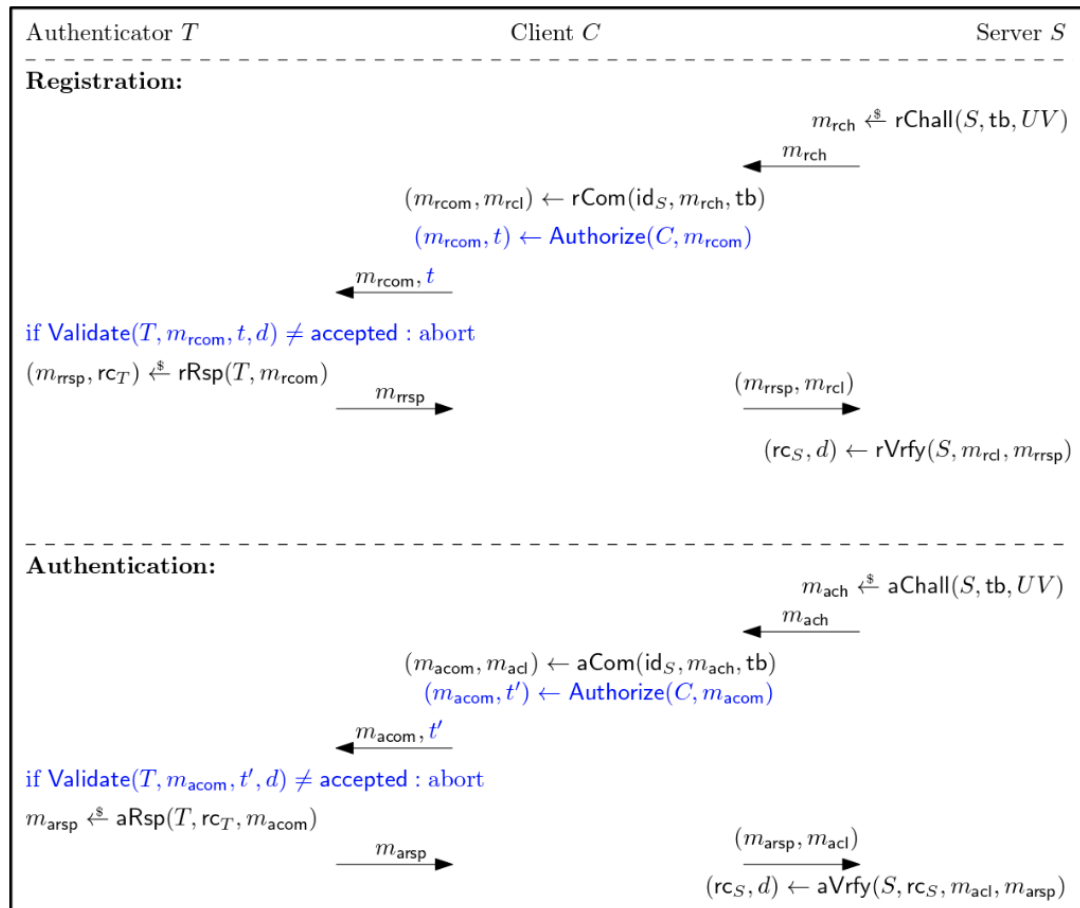 Authenticator T Client C Server S
Registration:
m_rch ←$ rChall(S, tb, UV)
m_rch
(m_rcom, m_rcl) ← rCom(id_S, m_rch, tb)
(m_rcom, t) ← Authorize(C, m_rcom)
m_rcom, t
if Validate(T, m_rcom, t, d) ≠ accepted : abort
(m_rrsp, rc_T) ←$ rRsp(T, m_rcom)
m_rrsp
(m_rrsp, m_rcl)
(rc_S, d) ← rVrfy(S, m_rcl, m_rrsp)
Authentication:
m_ach ←$ aChall(S, tb, UV)
m_ach
(m_acom, m_acl) ← aCom(id_S, m_ach, tb)
(m_acom, t′) ← Authorize(C, m_acom)
m_acom, t′
if Validate(T, m_acom, t′, d) ≠ accepted : abort
m_arsp ←$ aRsp(T, rc_T, m_acom)
m_arsp
(m_arsp, m_acl)
(rc_S, d) ← aVrfy(S, rc_S, m_acl, m_arsp)